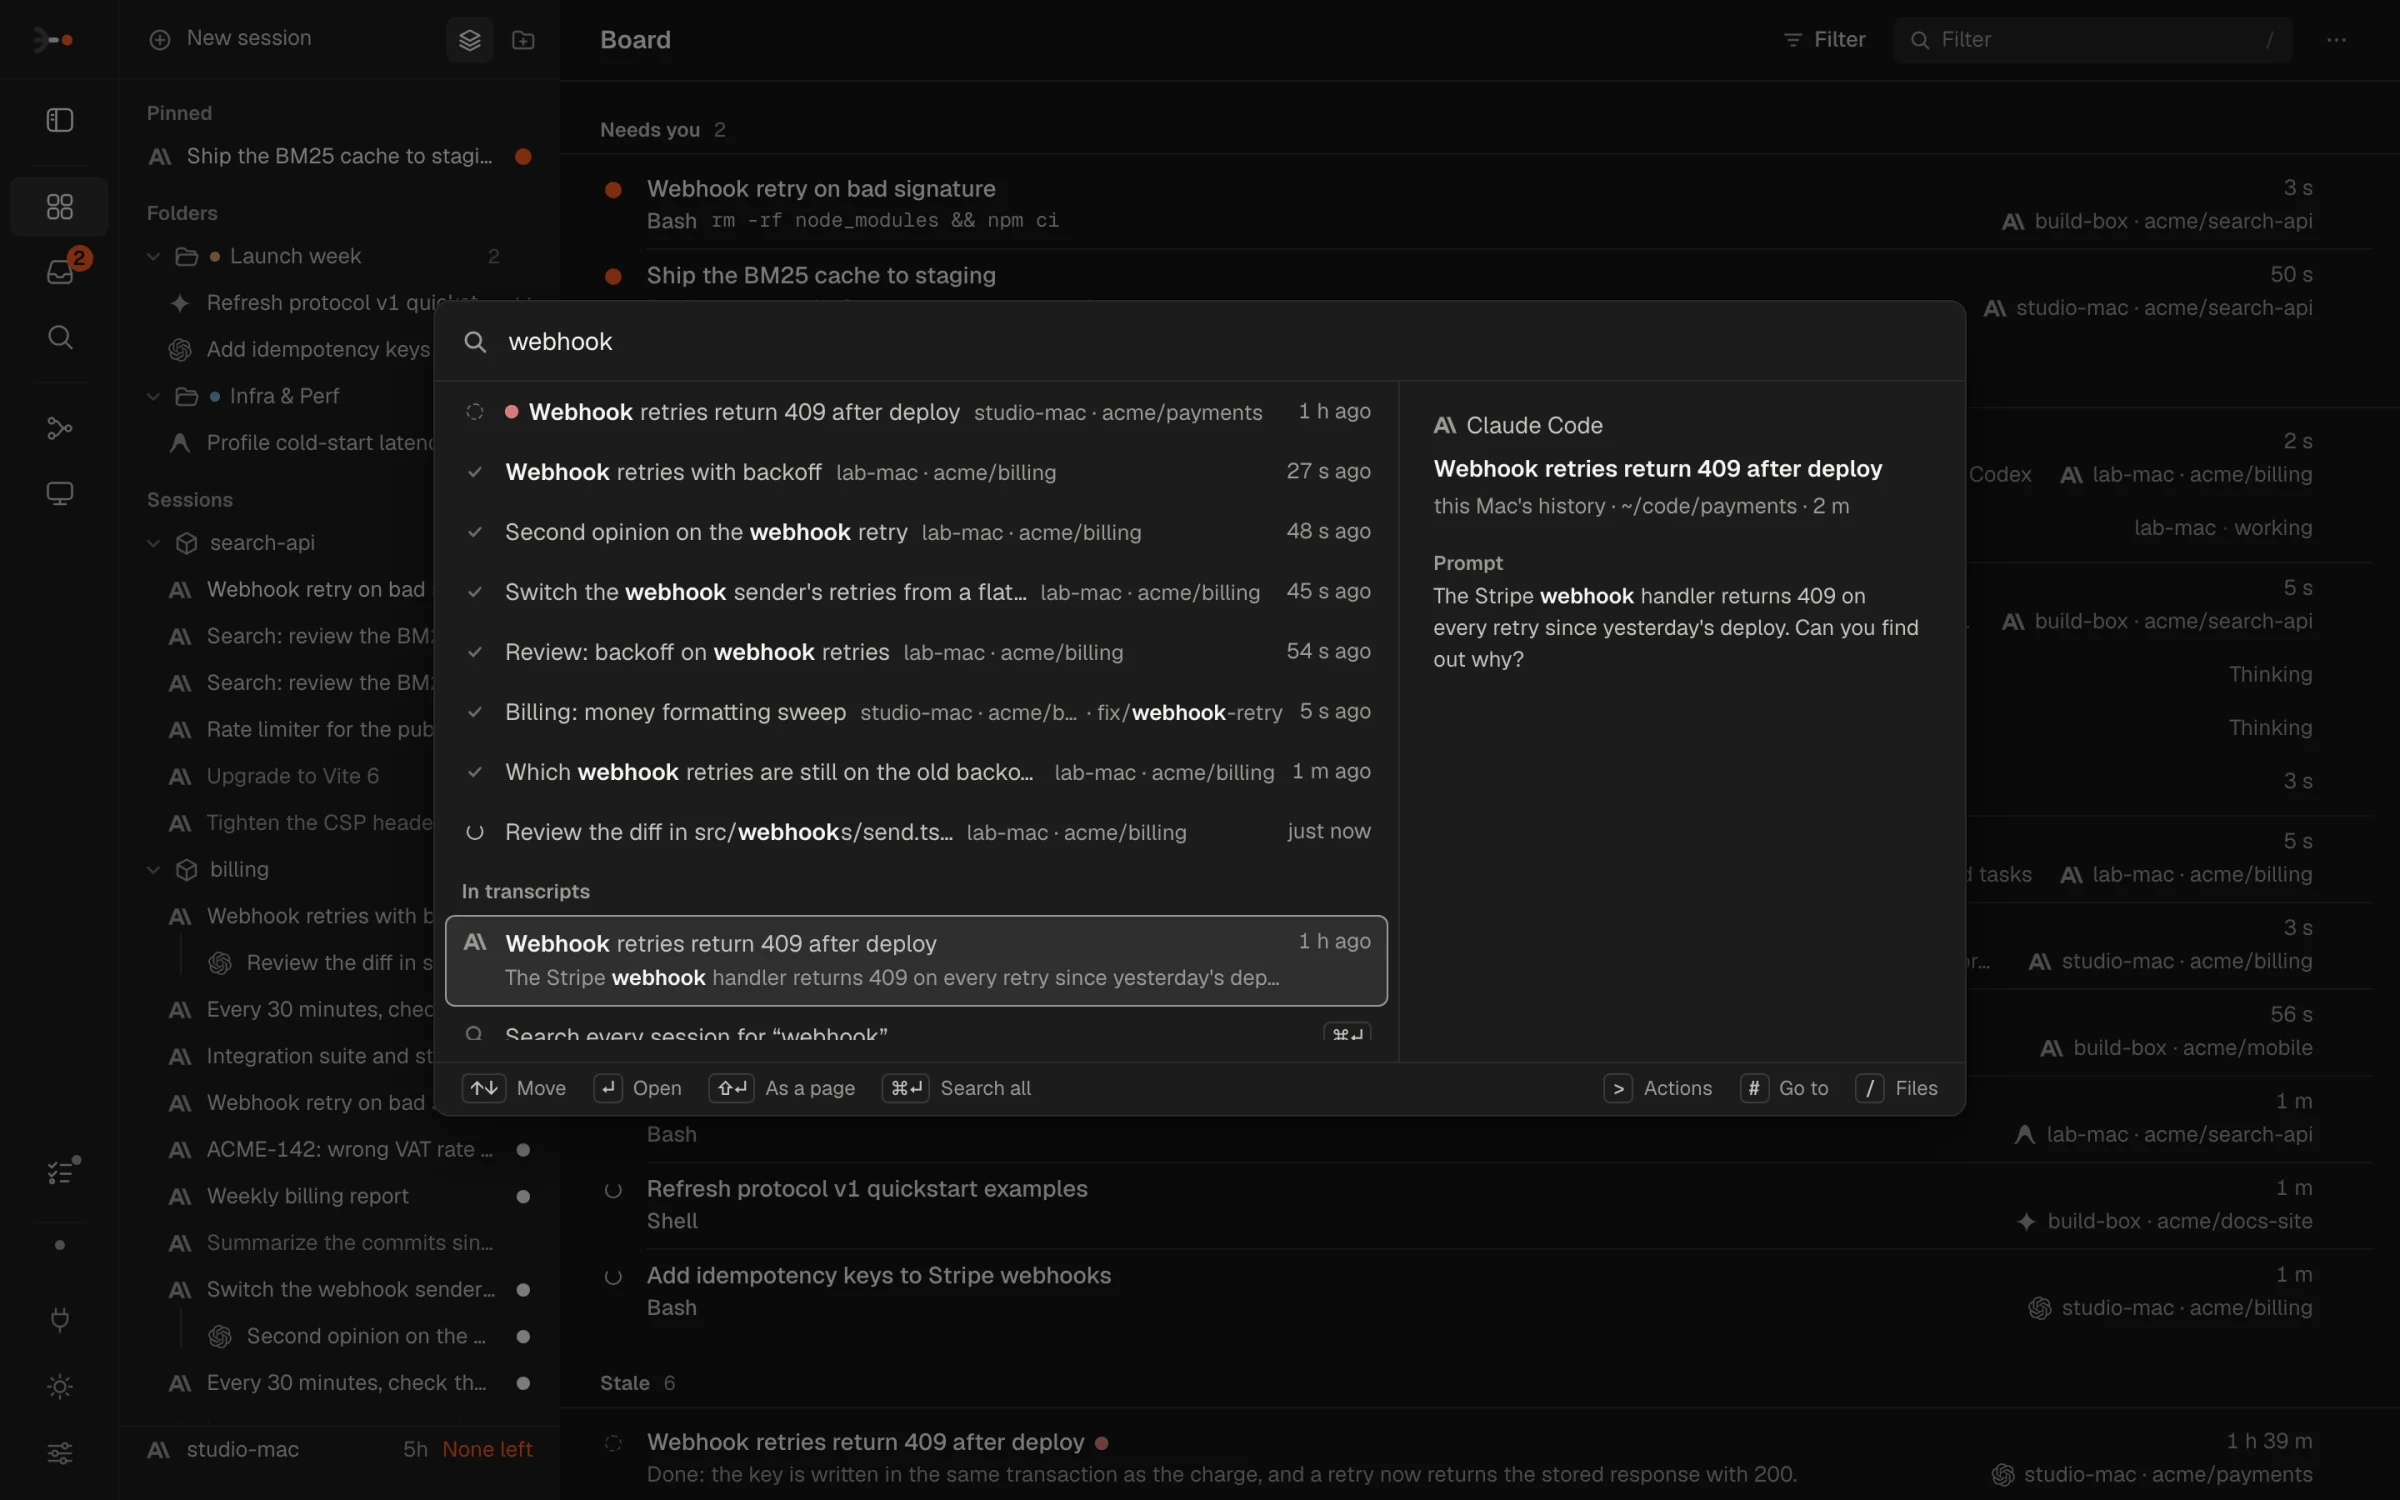 New session
Board
Filter
Filter /
Pinned
Ship the BM25 cache to stagi...
Folders
Launch week 2
Refresh protocol v1
Add idempotency keys
Infra & Perf
Profile cold-start
Sessions
search-api
Webhook retry on bad
Search: review the
Search: review the
Rate limiter for the
Upgrade to Vite 6
Tighten the CSP
billing
Webhook retries with
Review the diff in
Every 30 minutes,
Integration suite and
Webhook retry on bad
ACME-142: wrong VAT rate ...
Weekly billing report
Summarize the commits sin...
Switch the webhook sender...
Second opinion on the ...
Every 30 minutes, check th...
studio-mac 5h None left
2
Needs you 2
Webhook retry on bad signature 3 s
Bash rm -rf node_modules && npm ci build-box · acme/search-api
Ship the BM25 cache to staging 50 s
studio-mac · acme/search-api
webhook
Webhook retries return 409 after deploy studio-mac · acme/payments 1 h ago
Webhook retries with backoff lab-mac · acme/billing 27 s ago
Second opinion on the webhook retry lab-mac · acme/billing 48 s ago
Switch the webhook sender's retries from a flat... lab-mac · acme/billing 45 s ago
Review: backoff on webhook retries lab-mac · acme/billing 54 s ago
Billing: money formatting sweep studio-mac · acme/b... · fix/webhook-retry 5 s ago
Which webhook retries are still on the old backo... lab-mac · acme/billing 1 m ago
Review the diff in src/webhooks/send.ts... lab-mac · acme/billing just now
In transcripts
Webhook retries return 409 after deploy 1 h ago
The Stripe webhook handler returns 409 on every retry since yesterday's dep...
Search every session for “webhook” ⌘↵
Claude Code
Webhook retries return 409 after deploy
this Mac's history · ~/code/payments · 2 m
Prompt
The Stripe webhook handler returns 409 on
every retry since yesterday's deploy. Can you find
out why?
↑↓ Move ↵ Open ⇧↵ As a page ⌘↵ Search all > Actions # Go to / Files
2 s
Codex lab-mac · acme/billing
lab-mac · working
5 s
build-box · acme/search-api
Thinking
Thinking
3 s
5 s
tasks lab-mac · acme/billing
3 s
studio-mac · acme/billing
56 s
build-box · acme/mobile
1 m
Bash lab-mac · acme/search-api
Refresh protocol v1 quickstart examples 1 m
Shell build-box · acme/docs-site
Add idempotency keys to Stripe webhooks 1 m
Bash studio-mac · acme/billing
Stale 6
Webhook retries return 409 after deploy 1 h 39 m
Done: the key is written in the same transaction as the charge, and a retry now returns the stored response with 200. studio-mac · acme/payments